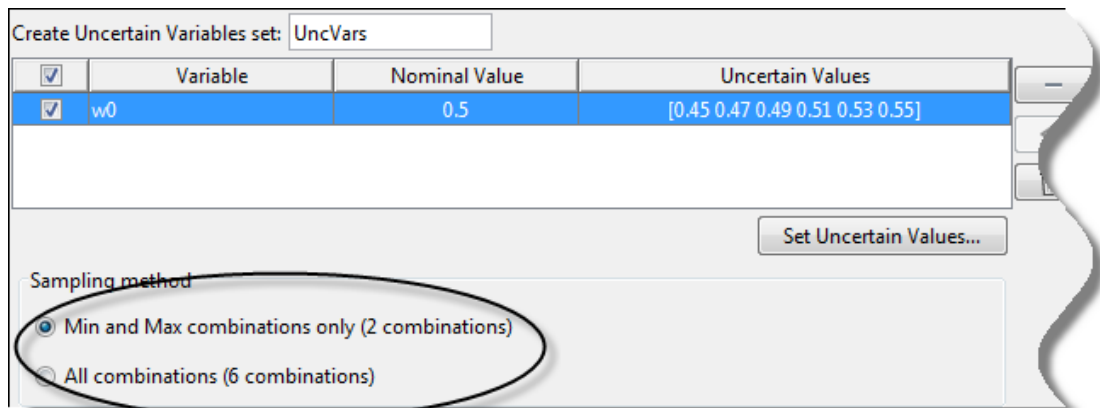 Create Uncertain Variables set: UncVars
Variable Nominal Value Uncertain Values
w0 0.5 [0.45 0.47 0.49 0.51 0.53 0.55]
Set Uncertain Values...
Sampling method
Min and Max combinations only (2 combinations)
All combinations (6 combinations)